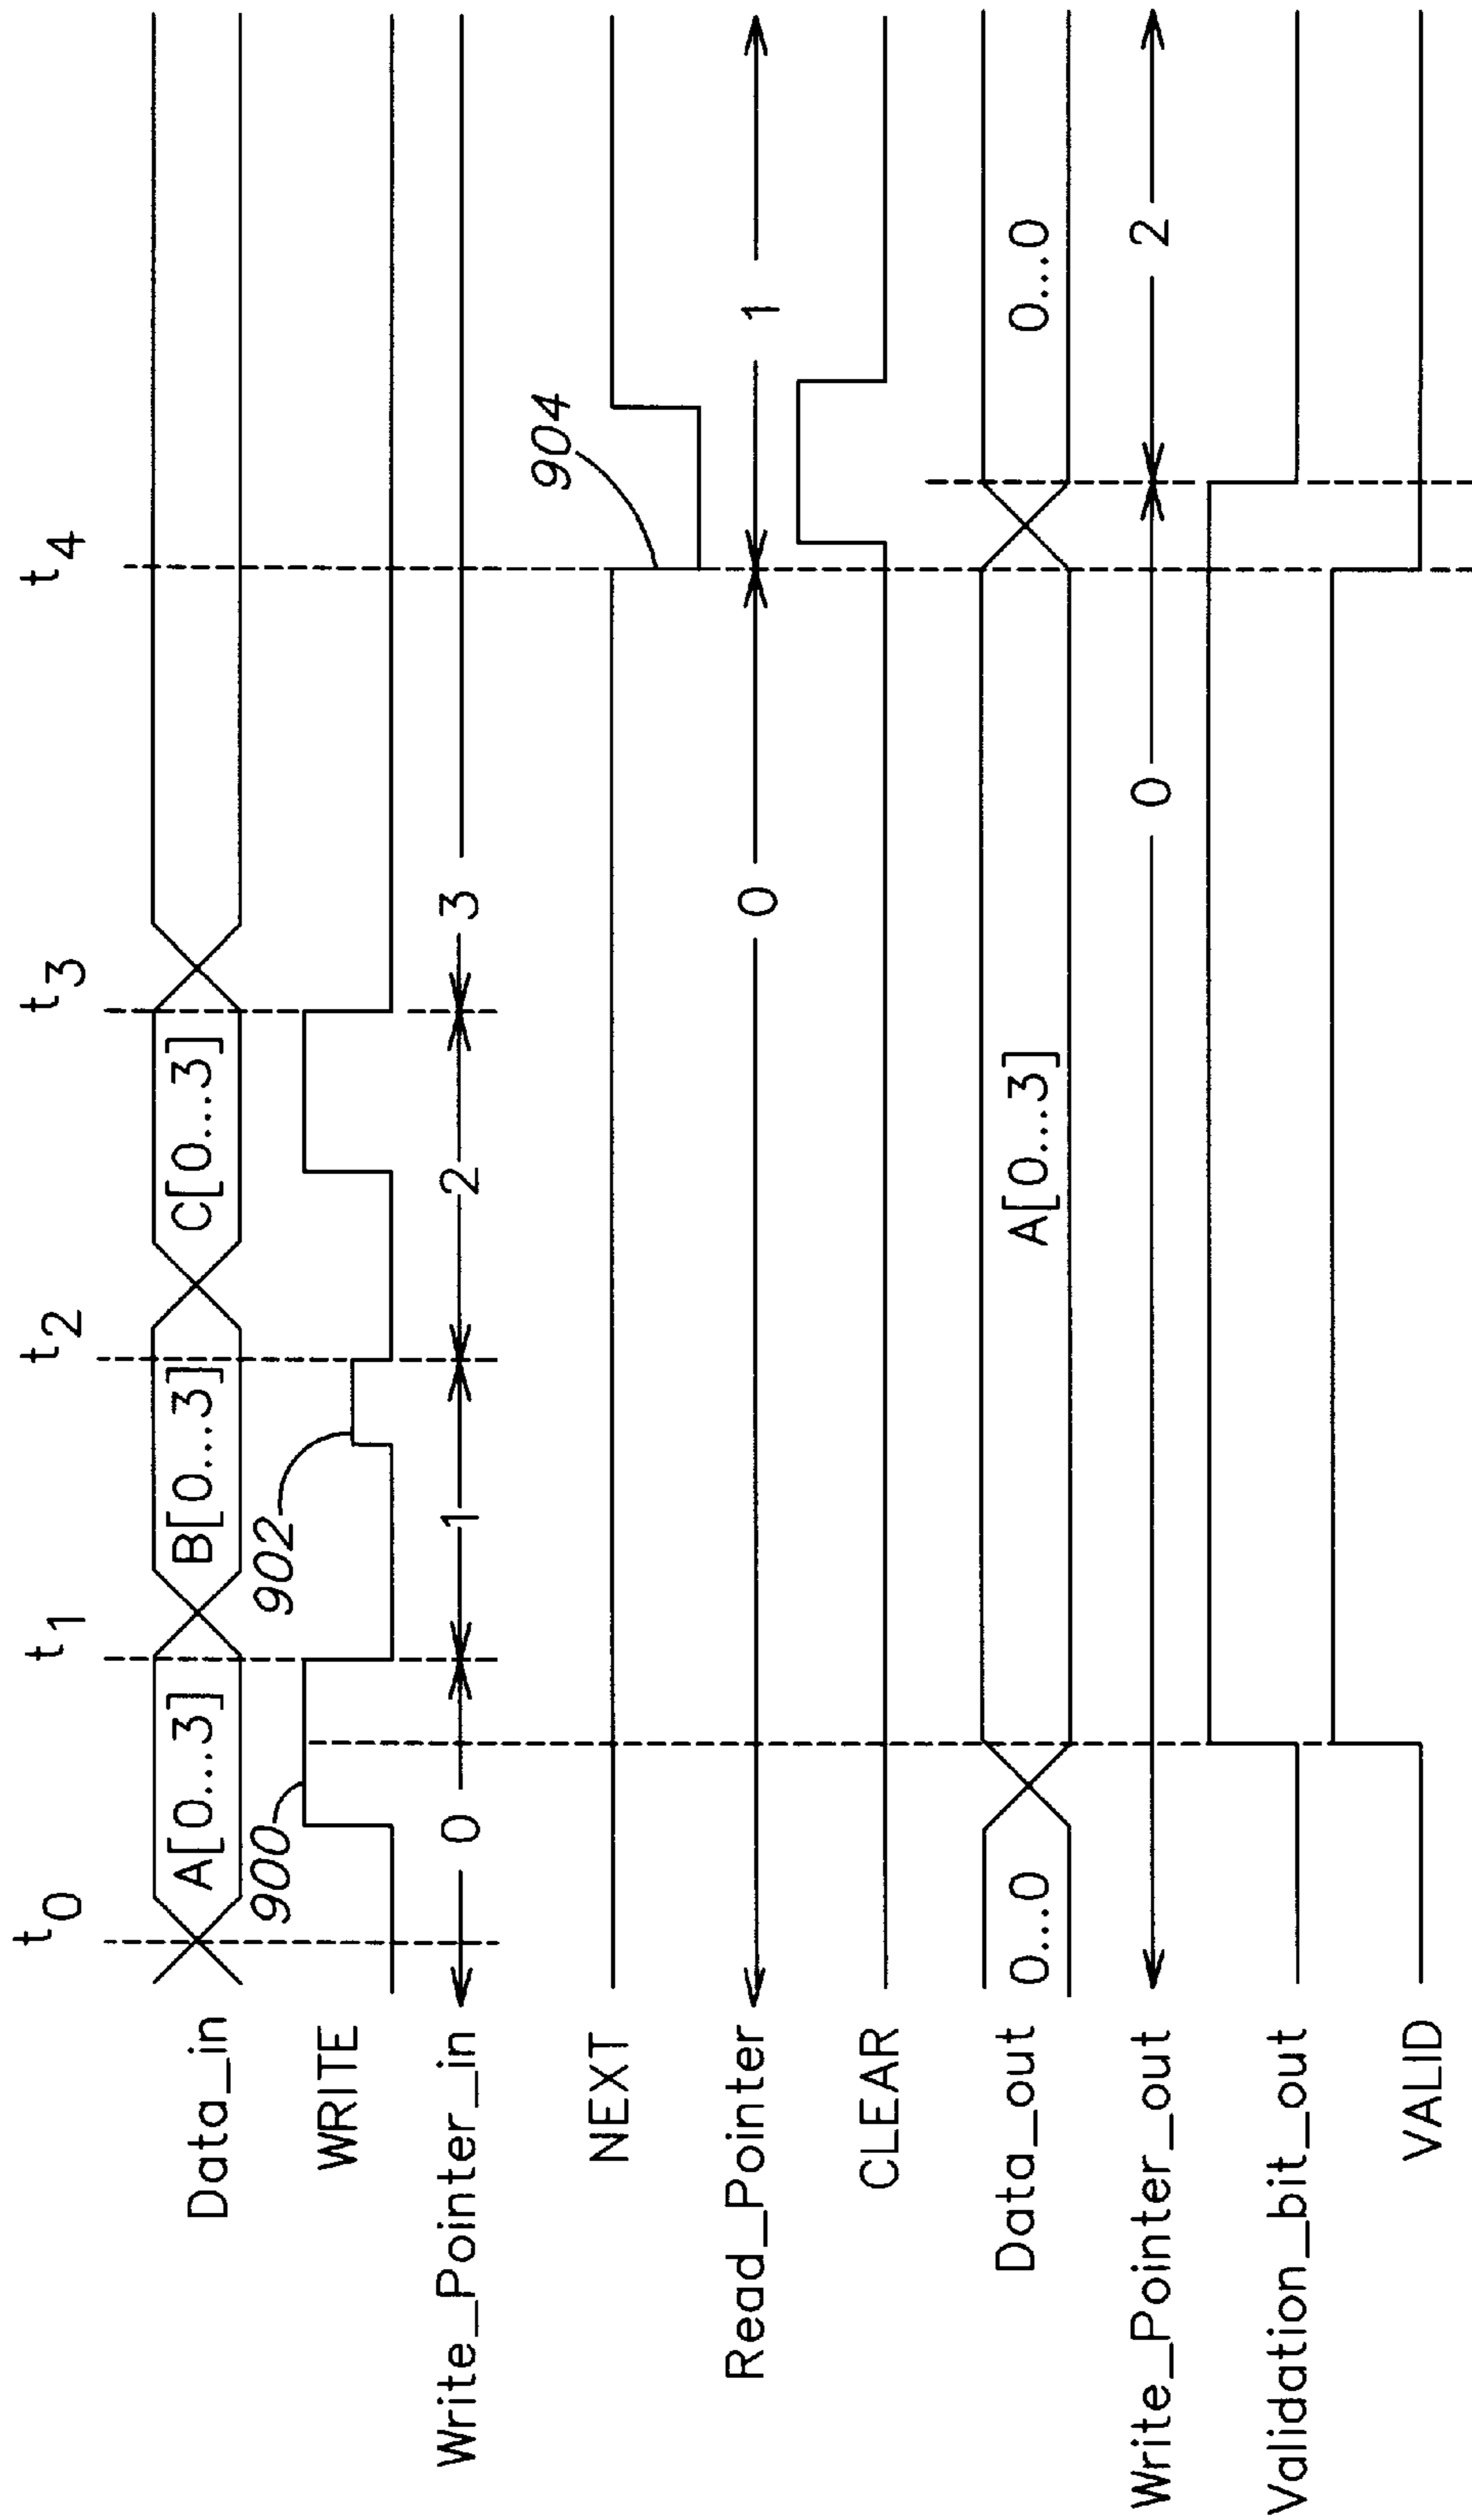 t0 t1 t2 t3 t4
Data_in A[0...3] B[0...3] C[0...3]
900 902
WRITE
Write_Pointer_in 0 1 2 3
904
NEXT
Read_Pointer 0 1
CLEAR
Data_out 0...0 A[0...3] 0...0
Write_Pointer_out 0 2
Validation_bit_out
VALID